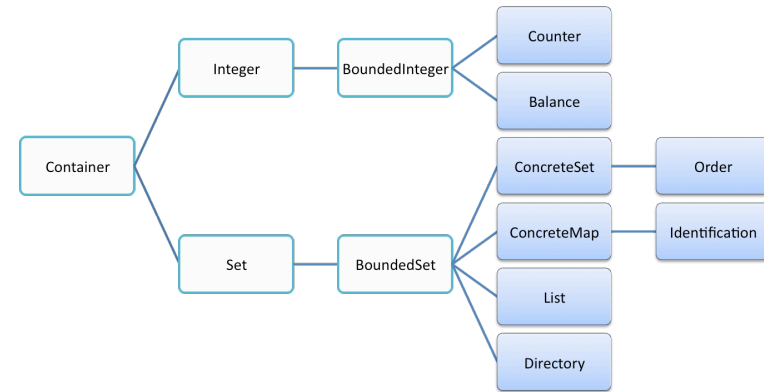 Counter
Integer
BoundedInteger
Balance
Container
ConcreteSet
Order
ConcreteMap
Identification
Set
BoundedSet
List
Directory